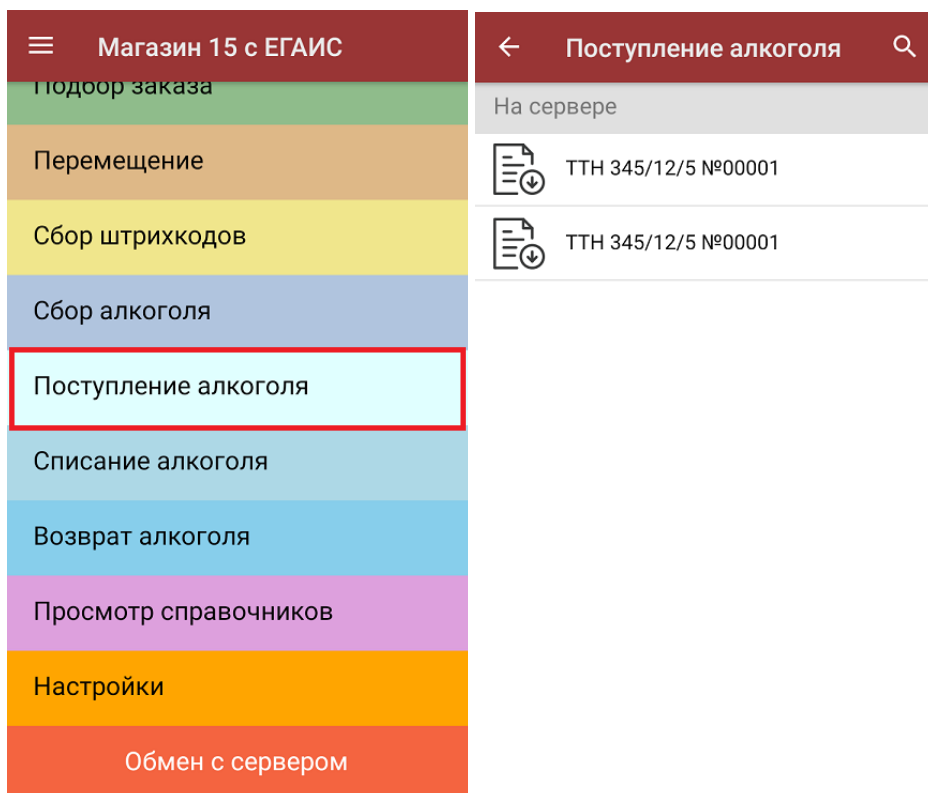 Магазин 15 с ЕГАИС
Подбор заказа
Перемещение
Сбор штрихкодов
Сбор алкоголя
Поступление алкоголя
Списание алкоголя
Возврат алкоголя
Просмотр справочников
Настройки
Обмен с сервером
Поступление алкоголя
На сервере
ТТН 345/12/5 №00001
ТТН 345/12/5 №00001